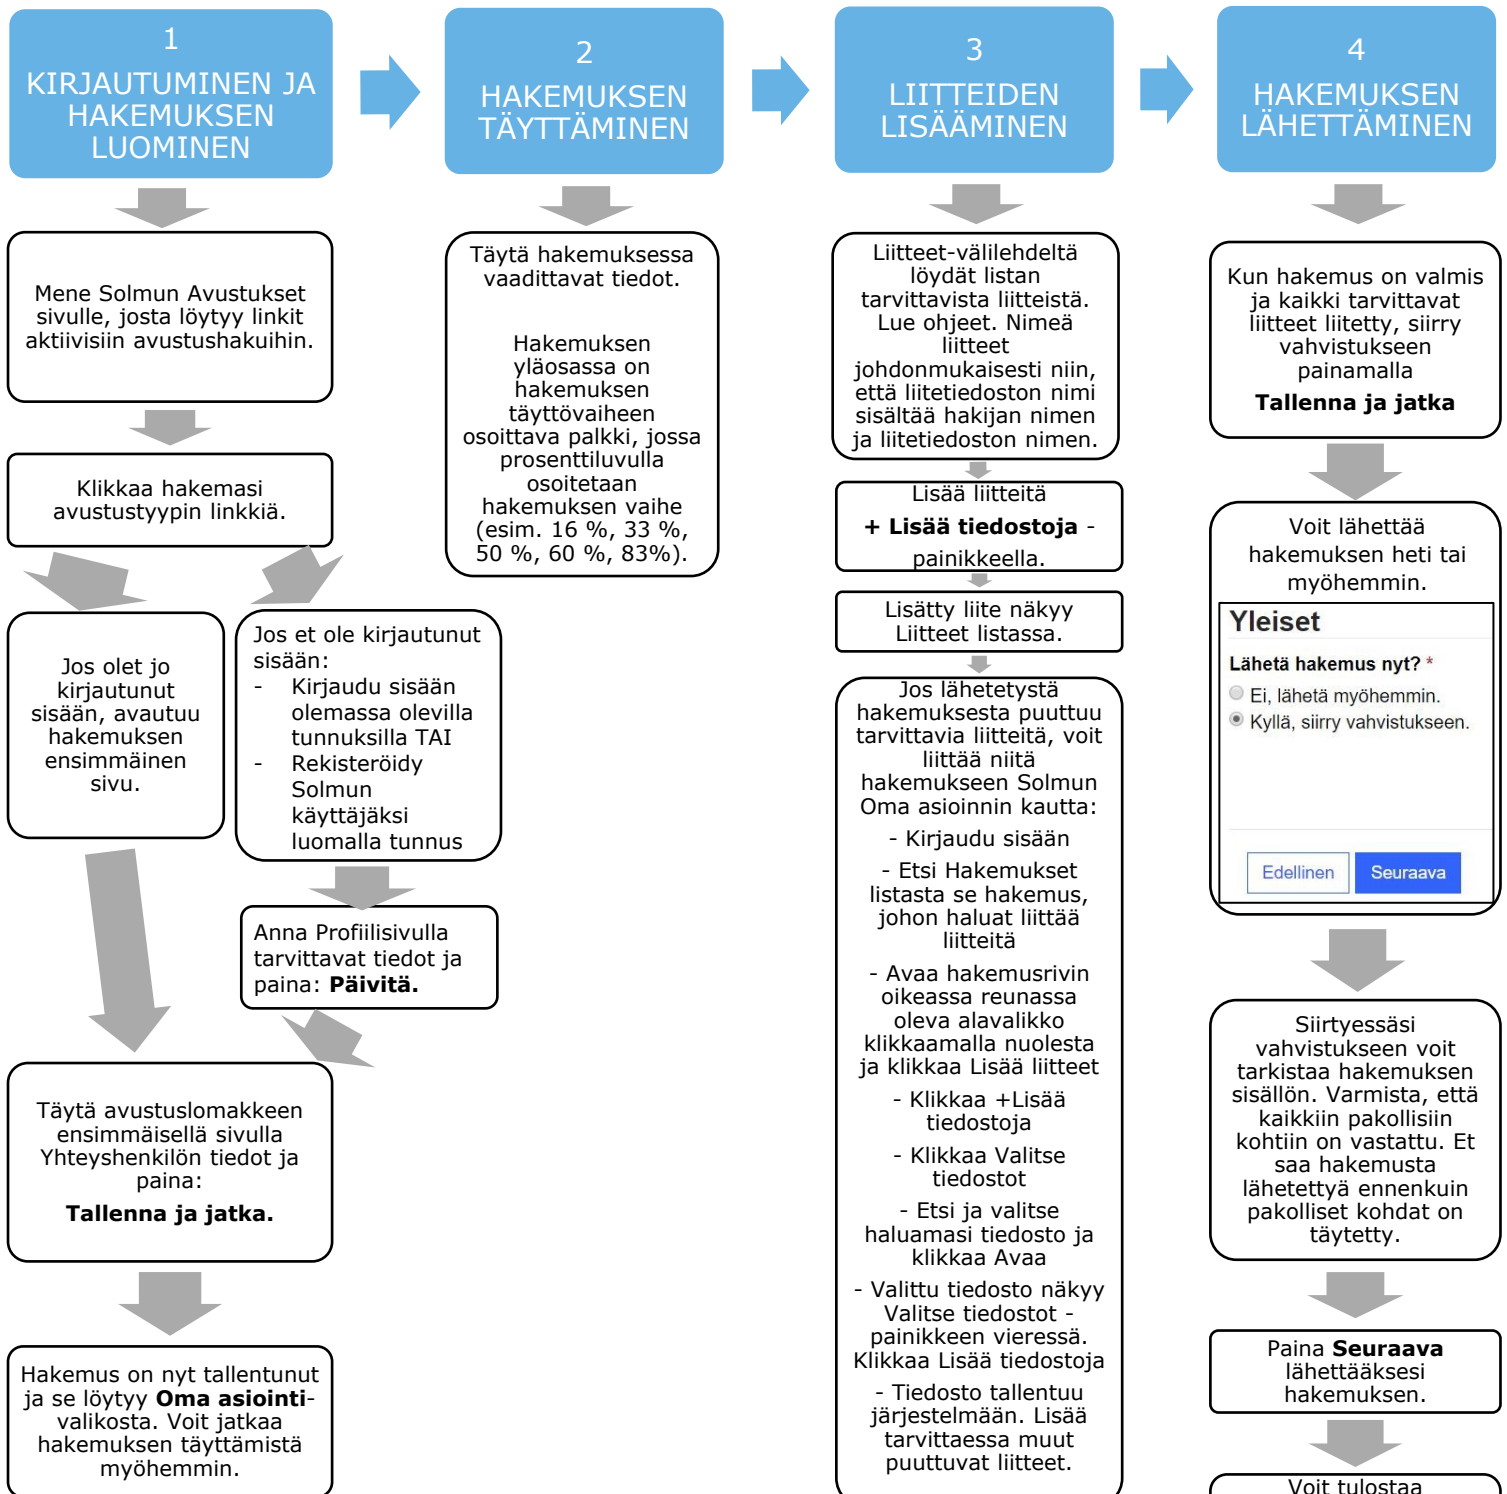 1
KIRJAUTUMINEN JA
HAKEMUKSEN
LUOMINEN
Mene Solmun Avustukset
sivulle, josta löytyy linkit
aktiivisiin avustushakuihin.
Klikkaa hakemasi
avustustyypin linkkiä.
Jos olet jo
kirjautunut
sisään, avautuu
hakemuksen
ensimmäinen
sivu.
Jos et ole kirjautunut
sisään:
- Kirjaudu sisään
olemassa olevilla
tunnuksilla TAI
- Rekisteröidy
Solmun
käyttäjäksi
luomalla tunnus
Anna Profiilisivulla
tarvittavat tiedot ja
paina: Päivitä.
Täytä avustuslomakkeen
ensimmäisellä sivulla
Yhteyshenkilön tiedot ja
paina:
Tallenna ja jatka.
Hakemus on nyt tallentunut
ja se löytyy Oma asiointi-
valikosta. Voit jatkaa
hakemuksen täyttämistä
myöhemmin.
2
HAKEMUKSEN
TÄYTTÄMINEN
Täytä hakemuksessa
vaadittavat tiedot.
Hakemuksen
yläosassa on
hakemuksen
täyttövaiheen
osoittava palkki, jossa
prosenttiluvulla
osoitetaan
hakemuksen vaihe
(esim. 16 %, 33 %,
50 %, 60 %, 83%).
3
LIITTEIDEN
LISÄÄMINEN
Liitteet-välilehdeltä
löydät listan
tarvittavista liitteistä.
Lue ohjeet. Nimeä
liitteet
johdonmukaisesti niin,
että liitetiedoston nimi
sisältää hakijan nimen
ja liitetiedoston nimen.
Lisää liitteitä
+ Lisää tiedostoja -
painikkeella.
Lisätty liite näkyy
Liitteet listassa.
Jos lähetetystä
hakemuksesta puuttuu
tarvittavia liitteitä, voit
liittää niitä
hakemukseen Solmun
Oma asioinnin kautta:
- Kirjaudu sisään
- Etsi Hakemukset
listasta se hakemus,
johon haluat liittää
liitteitä
- Avaa hakemusrivin
oikeassa reunassa
oleva alavalikko
klikkaamalla nuolesta
ja klikkaa Lisää liitteet
- Klikkaa +Lisää
tiedostoja
- Klikkaa Valitse
tiedostot
- Etsi ja valitse
haluamasi tiedosto ja
klikkaa Avaa
- Valittu tiedosto näkyy
Valitse tiedostot -
painikkeen vieressä.
Klikkaa Lisää tiedostoja
- Tiedosto tallentuu
järjestelmään. Lisää
tarvittaessa muut
puuttuvat liitteet.
4
HAKEMUKSEN
LÄHETTÄMINEN
Kun hakemus on valmis
ja kaikki tarvittavat
liitteet liitetty, siirry
vahvistukseen
painamalla
Tallenna ja jatka
Voit lähettää
hakemuksen heti tai
myöhemmin.
Yleiset
Lähetä hakemus nyt? *
Ei, lähetä myöhemmin.
Kyllä, siirry vahvistukseen.
Edellinen Seuraava
Siirtyessäsi
vahvistukseen voit
tarkistaa hakemuksen
sisällön. Varmista, että
kaikkiin pakollisiin
kohtiin on vastattu. Et
saa hakemusta
lähetettyä ennenkuin
pakolliset kohdat on
täytetty.
Paina Seuraava
lähettääksesi
hakemuksen.
Voit tulostaa